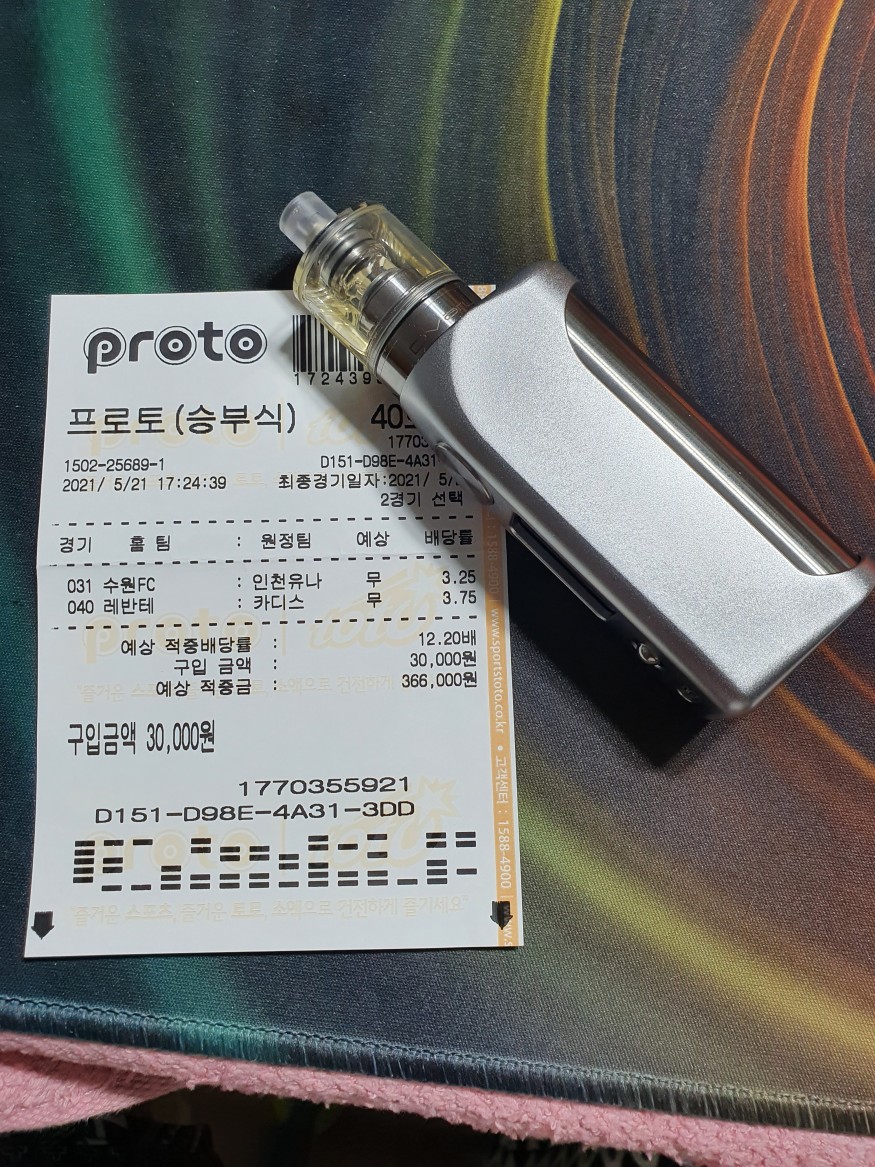 proto
프로토(승부식)
1502-25689-1
D151-D98E-4A31
2021/ 5/21 17:24:39 최종경기일자:2021/ 5/
2경기 선택
경기 홈 팀 : 원정팀 예상 배당률
031 수원FC : 인천유나 무 3.25
040 레반테 : 카디스 무 3.75
예상 적중배당률 : 12.20배
구입 금액 : 30,000원
예상 적중금 : 366,000원
구입금액 30,000원
1770355921
D151-D98E-4A31-3DD
"즐거운 스포츠, 즐거운 토토, 소액으로 건전하게 즐기세요"
1588-4900 www.sportstoto.co.kr • 고객센터 : 1588-4900